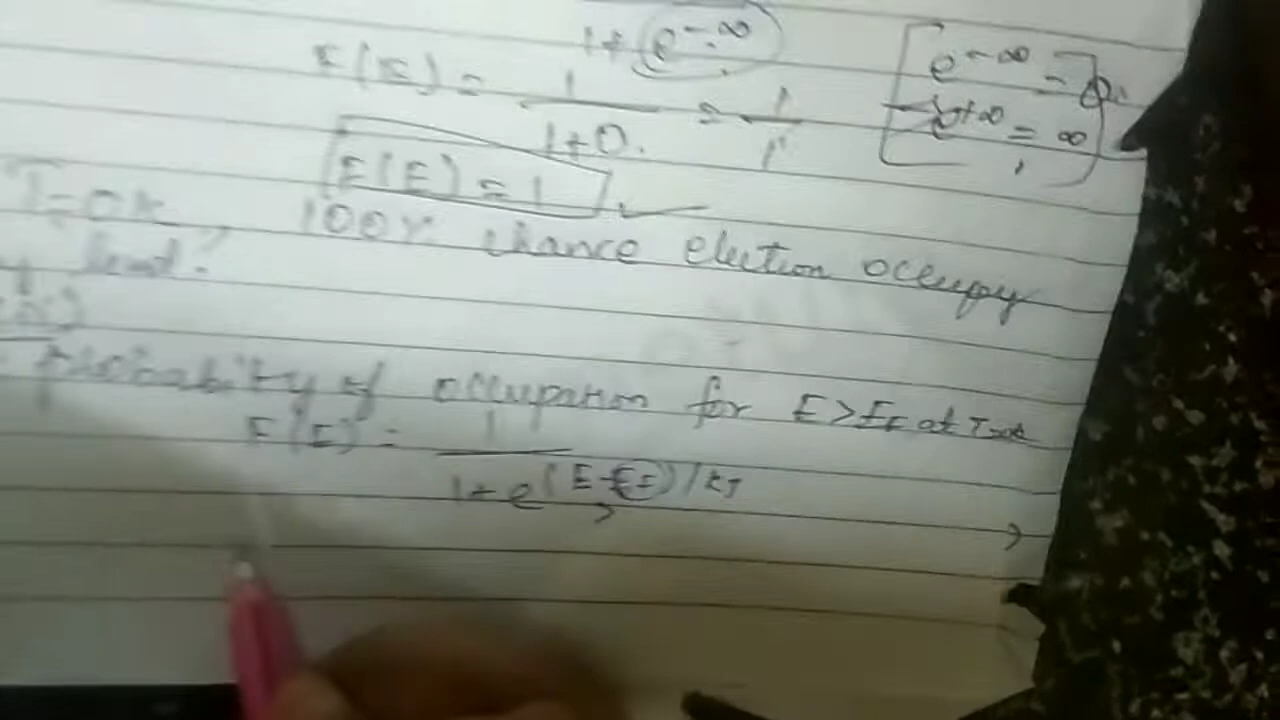 1+e^-∞
F(E) = 1/(1+0) = 1/1
[e^-∞ = 0.
e^+∞ = ∞]
F(E) = 1
T=0K, 100% chance electron occupy
probability of occupation for E>EF at T=0K
F(E) = 1/(1+e^(E-EF)/kT)